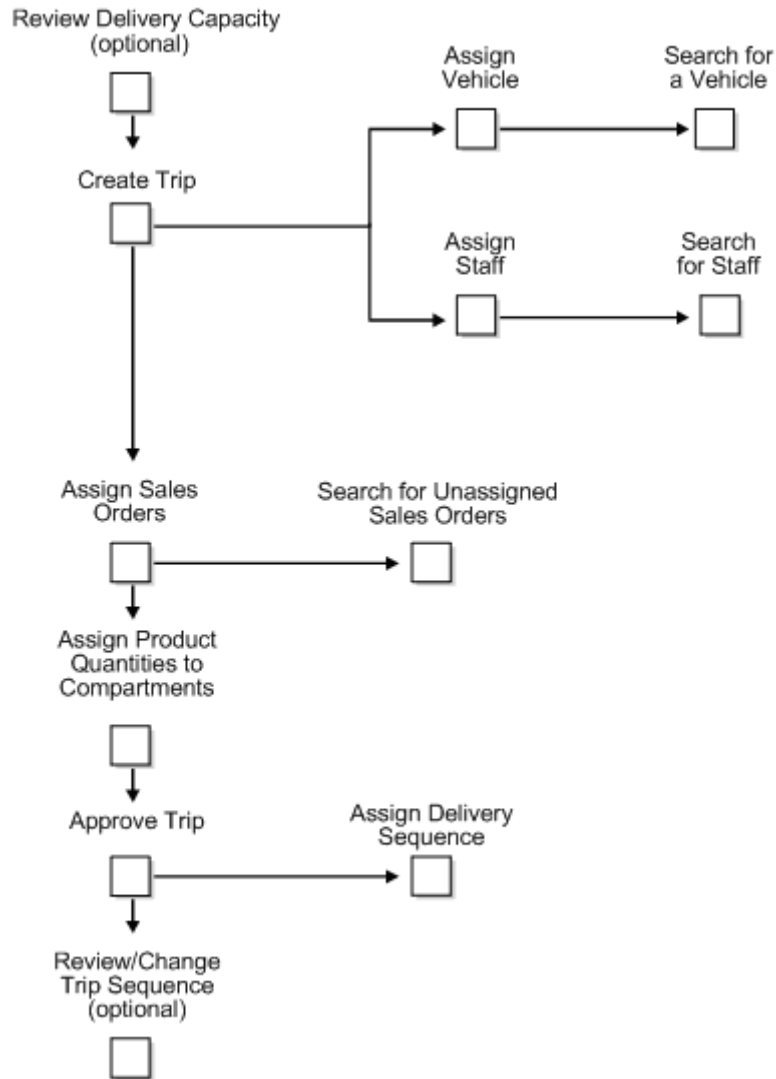 Review Delivery Capacity
(optional)
Assign
Vehicle
Search for
a Vehicle
Create Trip
Assign
Staff
Search
for Staff
Assign Sales
Orders
Search for Unassigned
Sales Orders
Assign Product
Quantities to
Compartments
Approve Trip
Assign Delivery
Sequence
Review/Change
Trip Sequence
(optional)